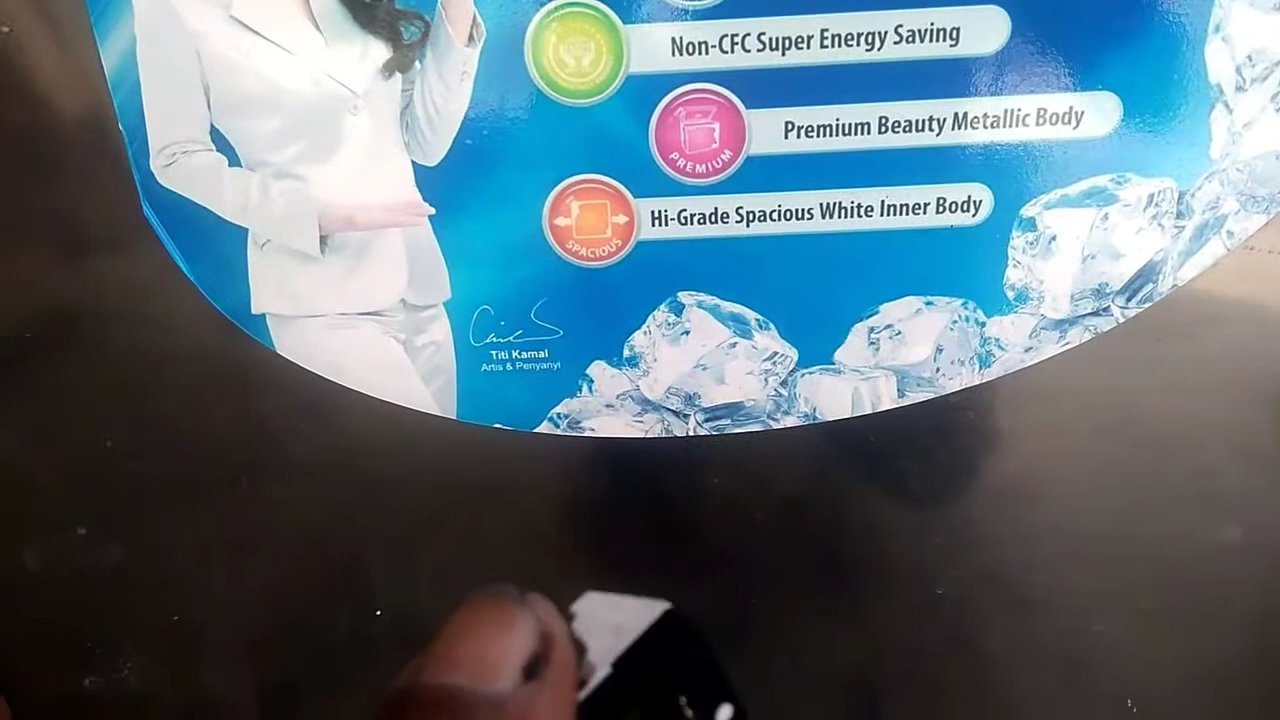 Non-CFC Super Energy Saving
Premium Beauty Metallic Body
PREMIUM
Hi-Grade Spacious White Inner Body
SPACIOUS
Titi Kamal
Artis & Penyanyi